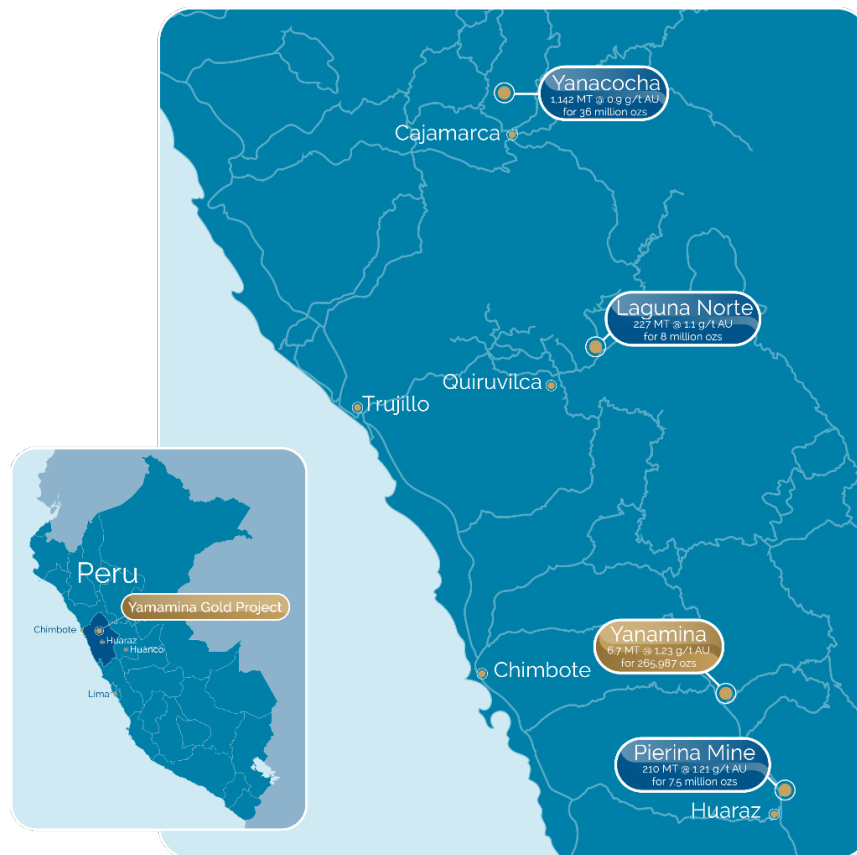 Yanacocha
1,142 MT @ 0.9 g/t AU
for 36 million ozs
Cajamarca
Laguna Norte
227 MT @ 1.1 g/t AU
for 8 million ozs
Quiruvilca
Trujillo
Yanamina
6.7 MT @ 1.23 g/t AU
for 265,987 ozs
Chimbote
Pierina Mine
210 MT @ 1.21 g/t AU
for 7.5 million ozs
Huaraz
Peru
Yamamina Gold Project
Chimbote
Huaraz
Huánco
Lima